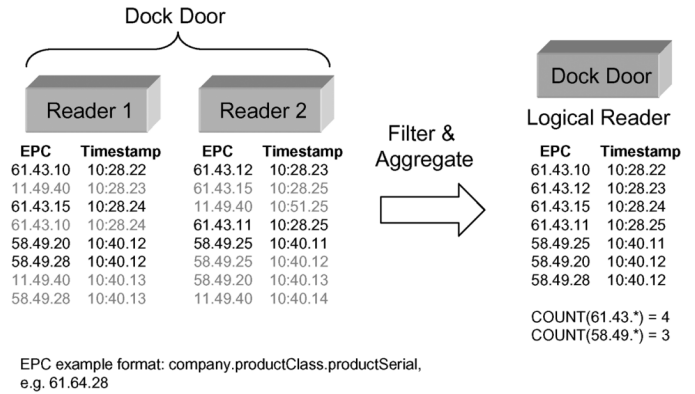 Dock Door
Reader 1
Reader 2
EPC Timestamp
61.43.10 10:28.22
11.49.40 10:28.23
61.43.15 10:28.24
61.43.10 10:28.24
58.49.20 10:40.12
58.49.28 10:40.12
11.49.40 10:40.13
58.49.28 10:40.13
EPC Timestamp
61.43.12 10:28.23
61.43.15 10:28.25
11.49.40 10:51.25
61.43.11 10:28.25
58.49.25 10:40.11
58.49.25 10:40.12
58.49.20 10:40.13
11.49.40 10:40.14
Filter &
Aggregate
Dock Door
Logical Reader
EPC Timestamp
61.43.10 10:28.22
61.43.12 10:28.23
61.43.15 10:28.24
61.43.11 10:28.25
58.49.25 10:40.11
58.49.20 10:40.12
58.49.28 10:40.12
COUNT(61.43.*) = 4
COUNT(58.49.*) = 3
EPC example format: company.productClass.productSerial,
e.g. 61.64.28